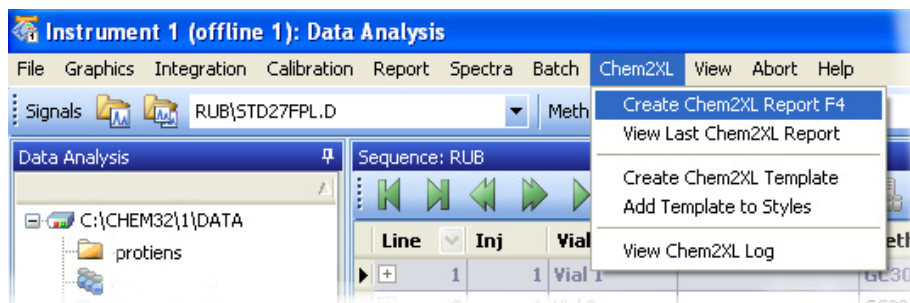 Instrument 1 (offline 1): Data Analysis
File Graphics Integration Calibration Report Spectra Batch Chem2XL View Abort Help
Signals RUB\STD27FPL.D Meth
Create Chem2XL Report F4
View Last Chem2XL Report
Create Chem2XL Template
Add Template to Styles
View Chem2XL Log
Data Analysis
C:\CHEM32\1\DATA
protiens
Sequence: RUB
Line Inj Vial eth
1 1 Vial 1 GC30